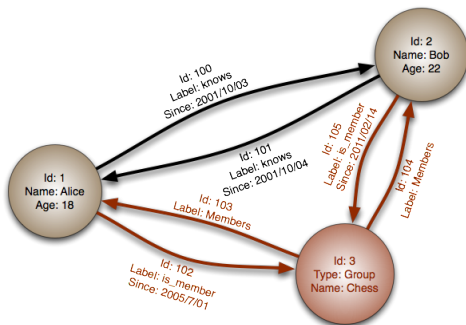 Id: 2
Name: Bob
Age: 22
Id: 100
Label: knows
Since: 2001/10/03
Id: 101
Label: knows
Since: 2001/10/04
Id: 105
Label: is_member
Since: 2011/02/14
Id: 104
Label: Members
Id: 1
Name: Alice
Age: 18
Id: 103
Label: Members
Id: 102
Label: is_member
Since: 2005/7/01
Id: 3
Type: Group
Name: Chess